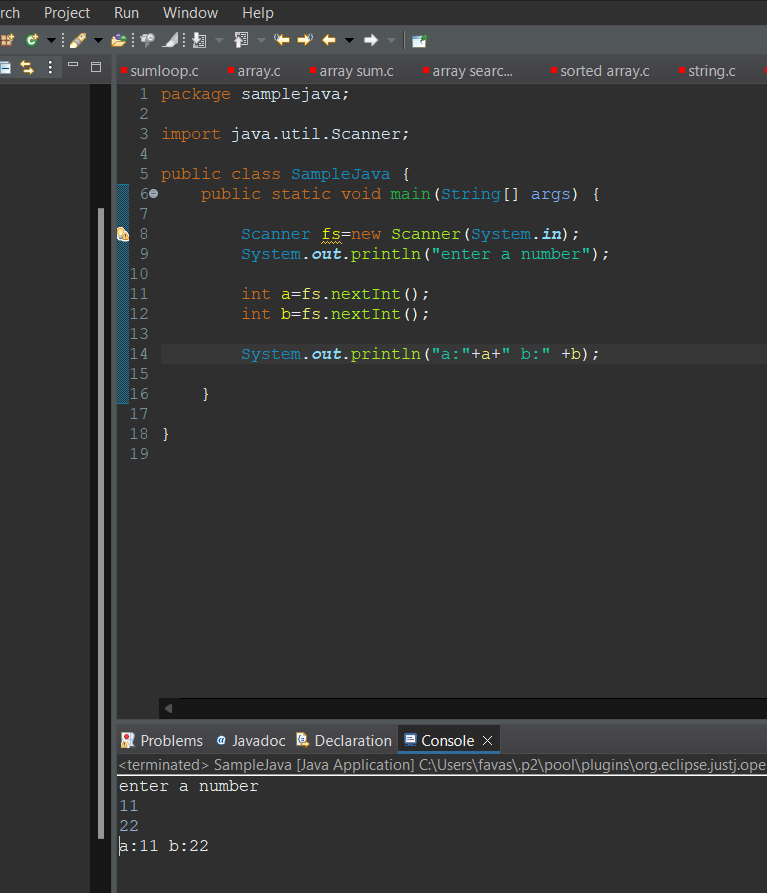 rch Project Run Window Help
sumloop.c array.c array sum.c array searc... sorted array.c string.c
1 package samplejava;
2
3 import java.util.Scanner;
4
5 public class SampleJava {
6 public static void main(String[] args) {
7
8 Scanner fs=new Scanner(System.in);
9 System.out.println("enter a number");
10
11 int a=fs.nextInt();
12 int b=fs.nextInt();
13
14 System.out.println("a:"+a+" b:" +b);
15
16 }
17
18 }
19
Problems @ Javadoc Declaration Console
<terminated> SampleJava [Java Application] C:\Users\favas\.p2\pool\plugins\org.eclipse.justj.ope
enter a number
11
22
a:11 b:22